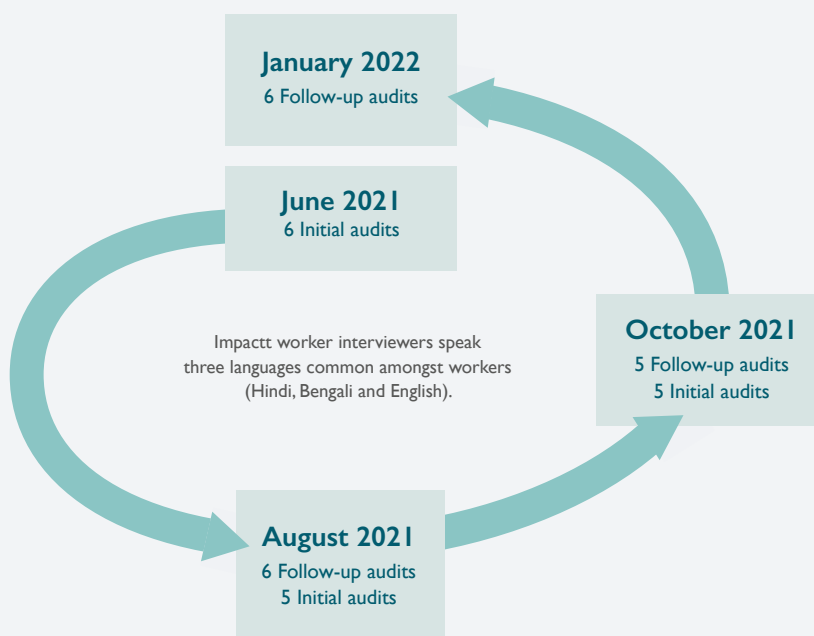 January 2022
6 Follow-up audits
June 2021
6 Initial audits
Impactt worker interviewers speak
three languages common amongst workers
(Hindi, Bengali and English).
October 2021
5 Follow-up audits
5 Initial audits
August 2021
6 Follow-up audits
5 Initial audits